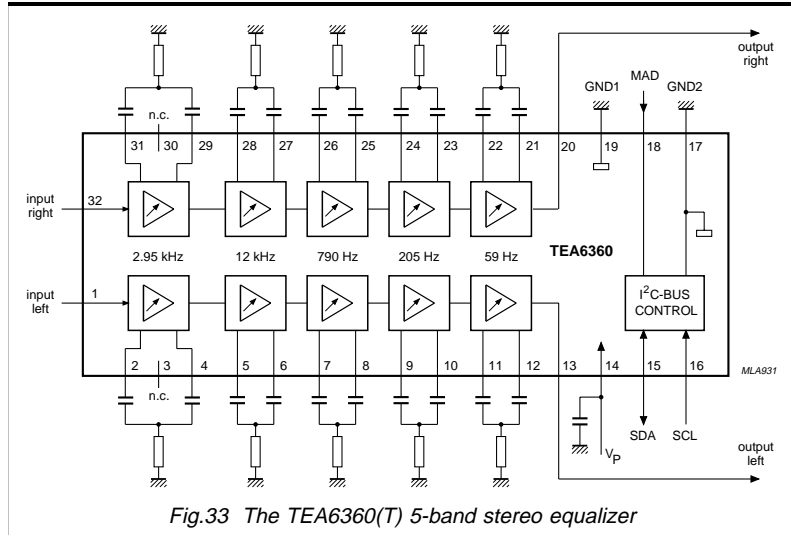 output
right
MAD
GND1
GND2
n.c.
31 30 29 28 27 26 25 24 23 22 21 20 19 18 17
input
right
32
TEA6360
2.95 kHz 12 kHz 790 Hz 205 Hz 59 Hz
input
left
1
I²C-BUS
CONTROL
2 3 4 5 6 7 8 9 10 11 12 13 14 15 16
MLA931
n.c.
SDA SCL
VP
output
left
Fig.33 The TEA6360(T) 5-band stereo equalizer